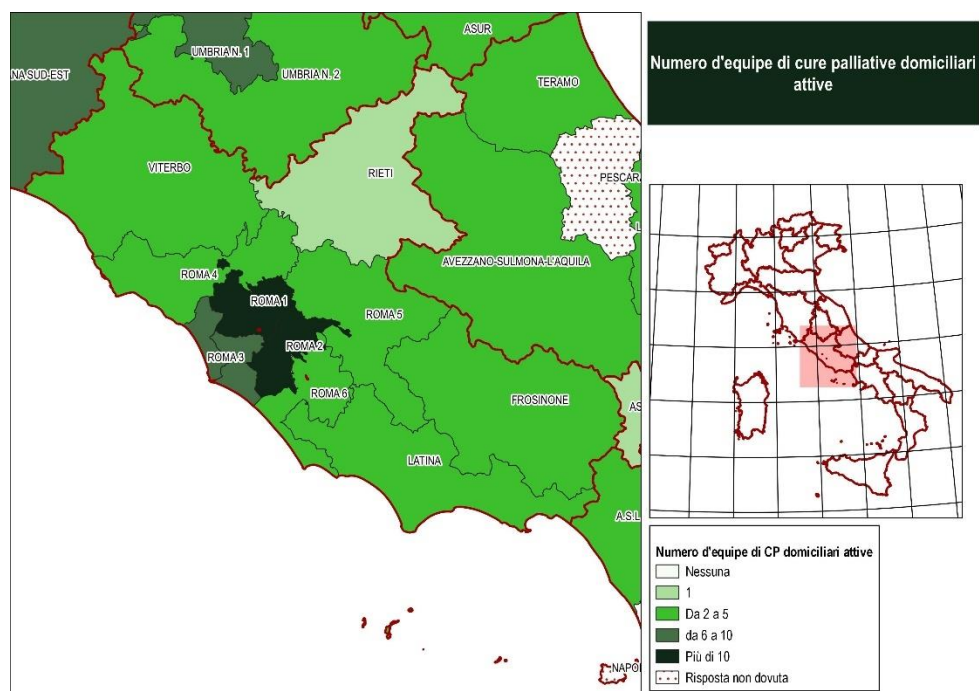 Numero d'equipe di cure palliative domiciliari
attive
ASUR
UMBRIA N. 1
ANA SUD-EST
UMBRIA N. 2
TERAMO
VITERBO
RIETI
PESCAR
L
AVEZZANO-SULMONA-L'AQUILA
ROMA 4
ROMA 1
ROMA 5
ROMA 2
ROMA 3
ROMA 6
FROSINONE
AS
LATINA
A.S.L
NAPO
Numero d'equipe di CP domiciliari attive
Nessuna
1
Da 2 a 5
da 6 a 10
Più di 10
Risposta non dovuta